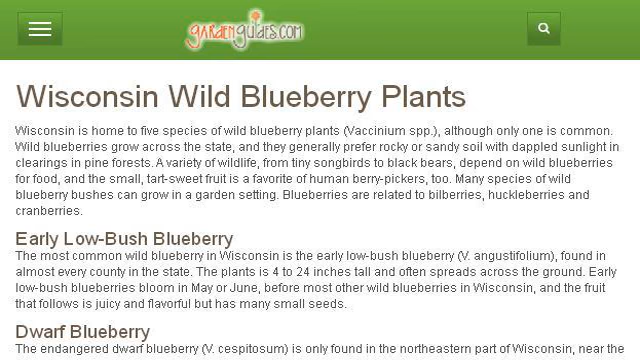 gardenguides.com
Wisconsin Wild Blueberry Plants
Wisconsin is home to five species of wild blueberry plants (Vaccinium spp.), although only one is common.
Wild blueberries grow across the state, and they generally prefer rocky or sandy soil with dappled sunlight in
clearings in pine forests. A variety of wildlife, from tiny songbirds to black bears, depend on wild blueberries
for food, and the small, tart-sweet fruit is a favorite of human berry-pickers, too. Many species of wild
blueberry bushes can grow in a garden setting. Blueberries are related to bilberries, huckleberries and
cranberries.
Early Low-Bush Blueberry
The most common wild blueberry in Wisconsin is the early low-bush blueberry (V. angustifolium), found in
almost every county in the state. The plants is 4 to 24 inches tall and often spreads across the ground. Early
low-bush blueberries bloom in May or June, before most other wild blueberries in Wisconsin, and the fruit
that follows is juicy and flavorful but has many small seeds.
Dwarf Blueberry
The endangered dwarf blueberry (V. cespitosum) is only found in the northeastern part of Wisconsin, near the